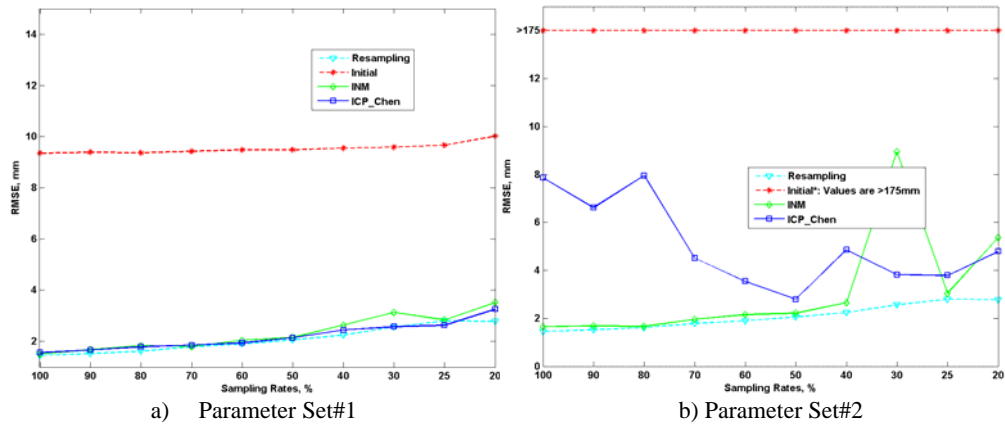 14
12
10
8
6
4
2
RMSE, mm
Resampling
Initial
INM
ICP_Chen
100 90 80 70 60 50 40 30 25 20
Sampling Rates, %
a) Parameter Set#1
>175
12
10
8
6
4
2
0
RMSE, mm
Resampling
Initial*: Values are >175mm
INM
ICP_Chen
100 90 80 70 60 50 40 30 25 20
Sampling Rates, %
b) Parameter Set#2